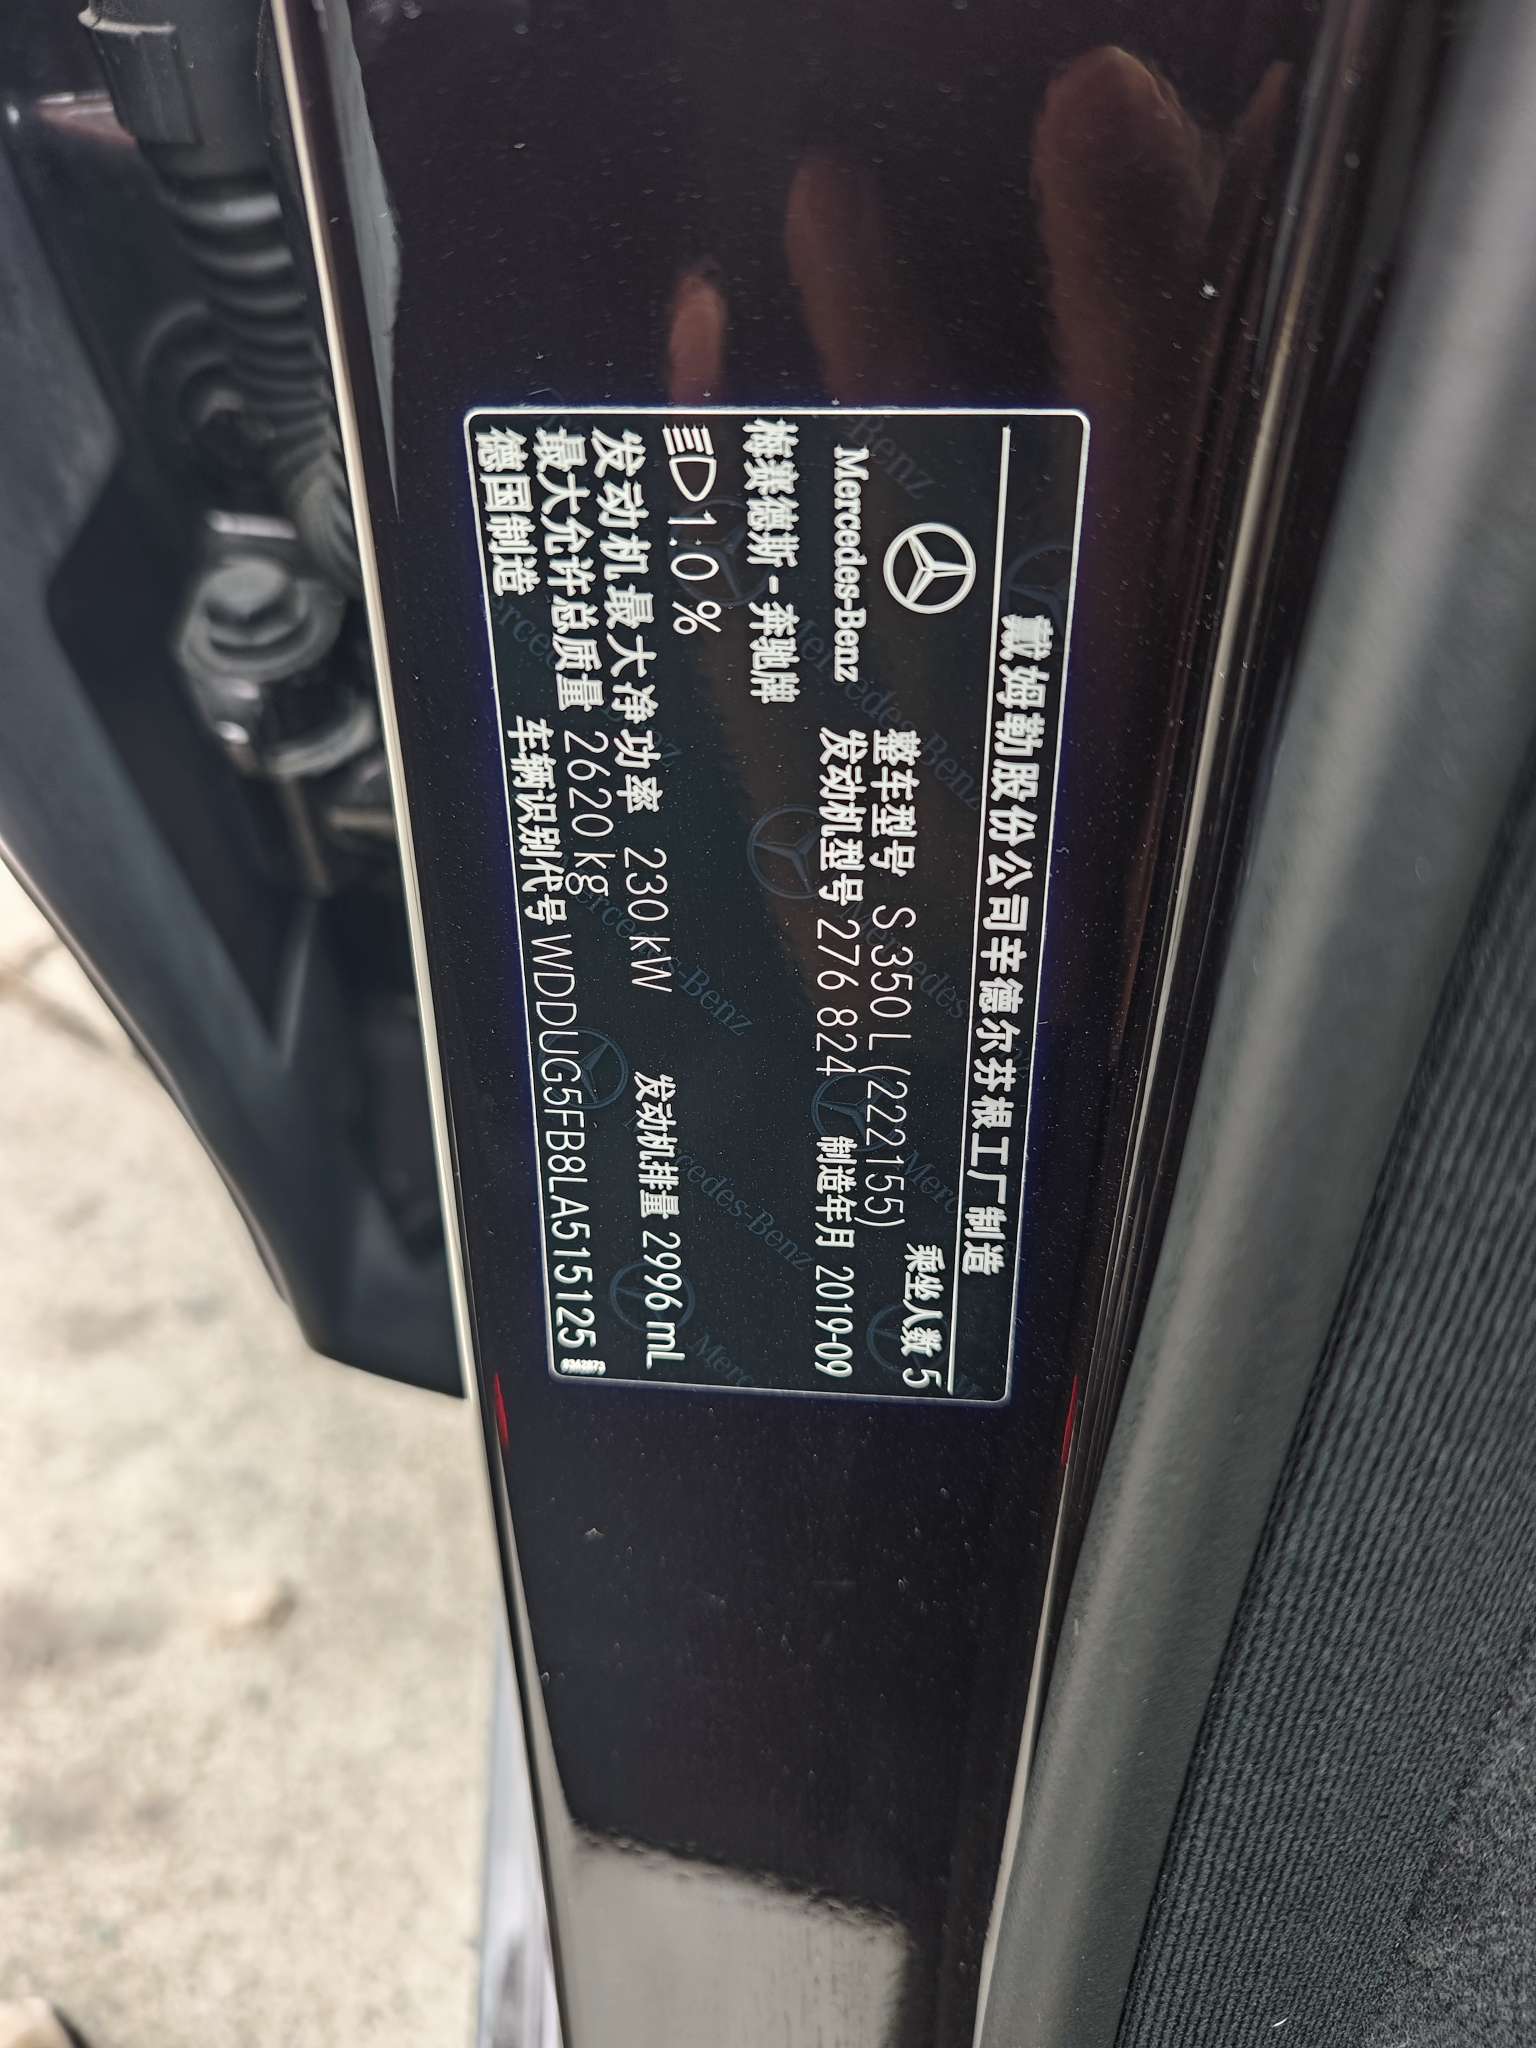 戴姆勒股份公司辛德尔芬根工厂制造
乘坐人数 5
整车型号 S 350 L (222155)
Mercedes-Benz
发动机型号 276 824 制造年月 2019-09
梅赛德斯-奔驰牌
1.0 %
发动机最大净功率 230 kW 发动机排量 2996 mL
最大允许总质量 2620 kg
德国制造 车辆识别代号 WDDUG5FB8LA515125